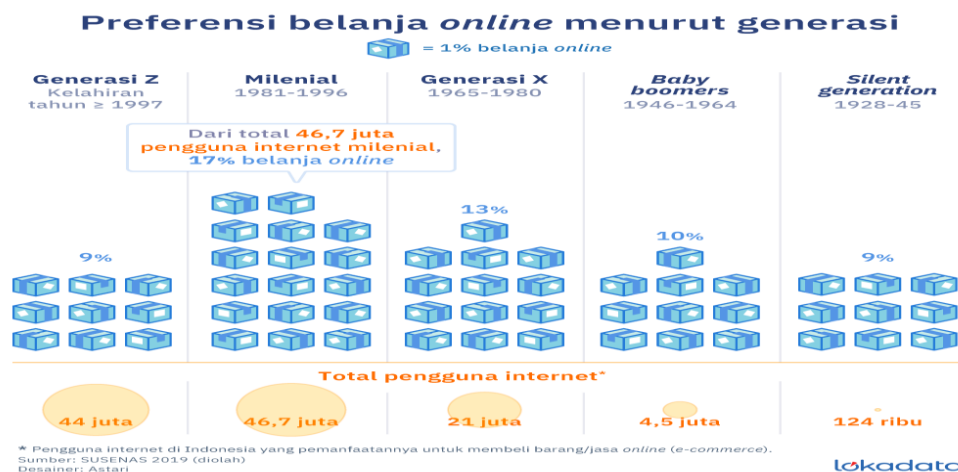 Preferensi belanja online menurut generasi
= 1% belanja online
Generasi Z
Kelahiran
tahun ≥ 1997
Milenial
1981-1996
Generasi X
1965-1980
Baby
boomers
1946-1964
Silent
generation
1928-45
Dari total 46,7 juta
pengguna internet milenial,
17% belanja online
9%
13%
10%
9%
Total pengguna internet*
44 juta
46,7 juta
21 juta
4,5 juta
124 ribu
* Pengguna internet di Indonesia yang pemanfaatannya untuk membeli barang/jasa online (e-commerce).
Sumber: SUSENAS 2019 (diolah)
Desainer: Astari
lokadata